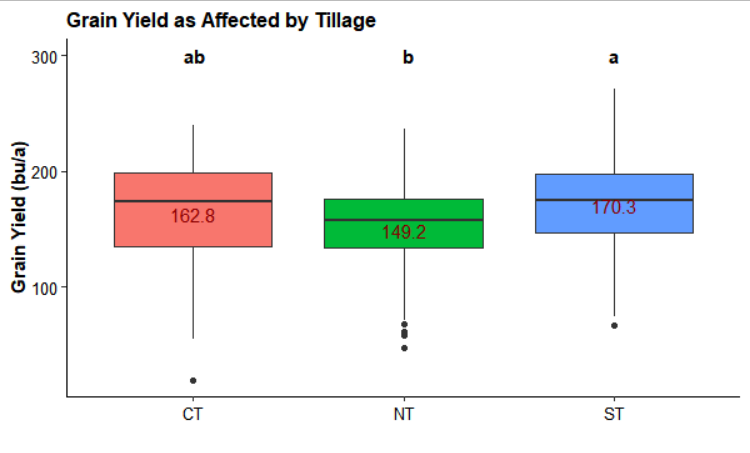 Grain Yield as Affected by Tillage
300
ab
b
a
200
162.8
149.2
170.3
100
Grain Yield (bu/a)
CT
NT
ST